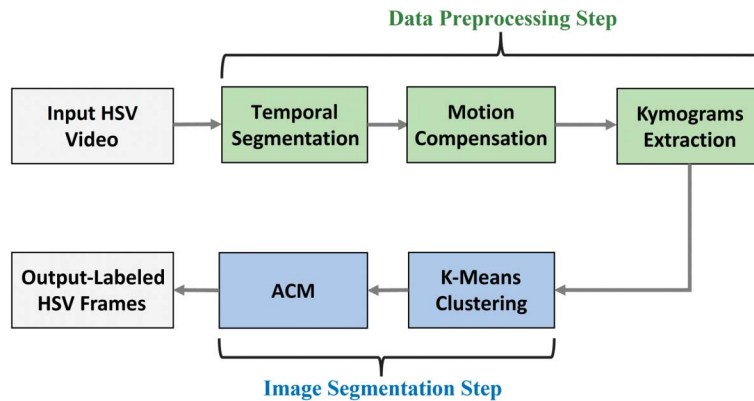 Data Preprocessing Step
Input HSV
Video
Temporal
Segmentation
Motion
Compensation
Kymograms
Extraction
Output-Labeled
HSV Frames
ACM
K-Means
Clustering
Image Segmentation Step